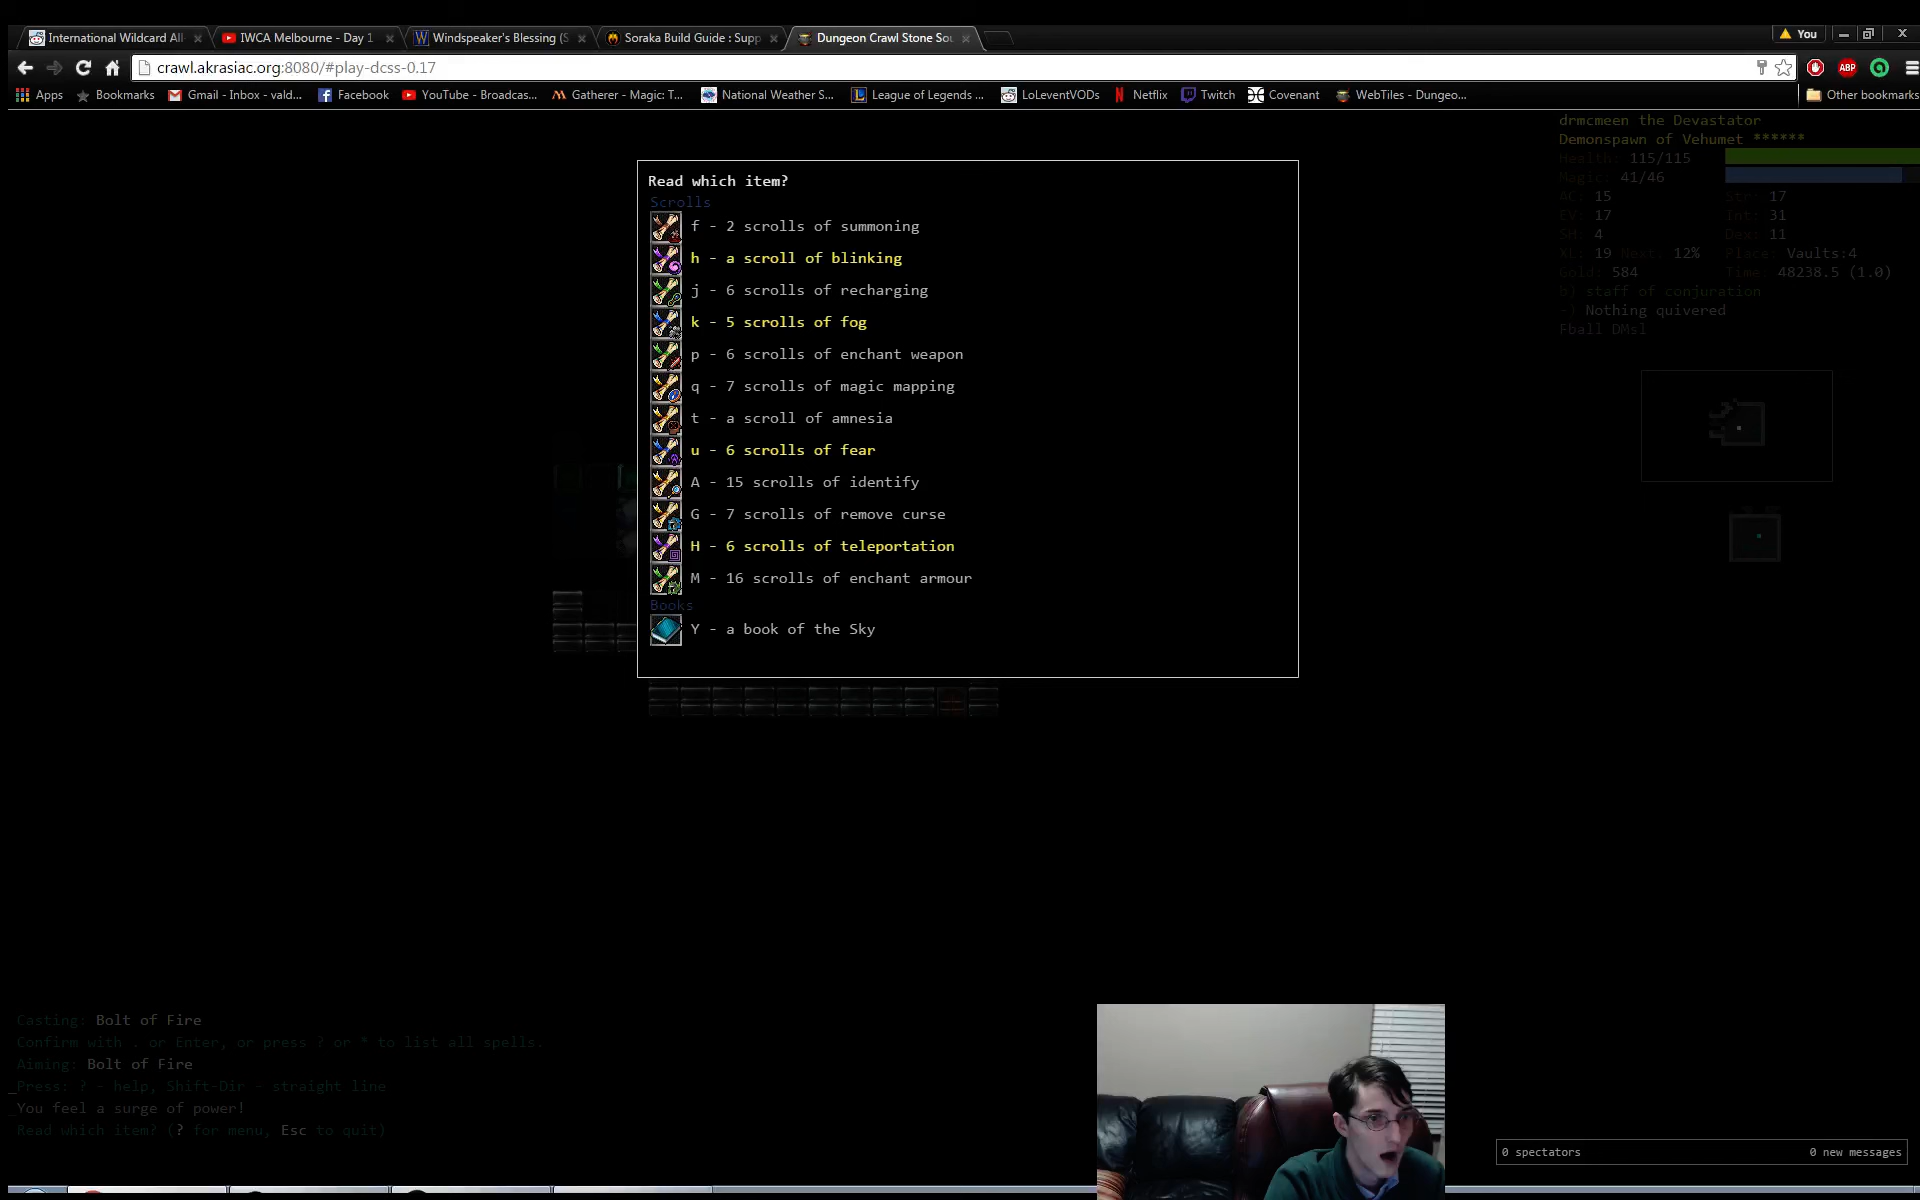 International Wildcard All
IWCA Melbourne - Day 1
Windspeaker's Blessing (S
Soraka Build Guide : Supp
Dungeon Crawl Stone Sou
You
crawl.akrasiac.org:8080/#play-dcss-0.17
ABP
Apps
Bookmarks
Gmail - Inbox - vald...
Facebook
YouTube - Broadcas...
Gatherer - Magic: T...
National Weather S...
League of Legends ...
LoLeventVODs
Netflix
Twitch
Covenant
WebTiles - Dungeo...
Other bookmarks
drmcmeen the Devastator
Demonspawn of Vehumet ******
Health: 115/115
Magic: 41/46
AC: 15 Str: 17
EV: 17 Int: 31
SH: 4 Dex: 11
XL: 19 Next: 12% Place: Vaults:4
Gold: 584 Time: 48238.5 (1.0)
b) staff of conjuration
-) Nothing quivered
Fball DMsl
Read which item?
Scrolls
f - 2 scrolls of summoning
h - a scroll of blinking
j - 6 scrolls of recharging
k - 5 scrolls of fog
p - 6 scrolls of enchant weapon
q - 7 scrolls of magic mapping
t - a scroll of amnesia
u - 6 scrolls of fear
A - 15 scrolls of identify
G - 7 scrolls of remove curse
H - 6 scrolls of teleportation
M - 16 scrolls of enchant armour
Books
Y - a book of the Sky
Casting: Bolt of Fire
Confirm with . or Enter, or press ? or * to list all spells.
Aiming: Bolt of Fire
_Press: ? - help, Shift-Dir - straight line
You feel a surge of power!
Read which item? (? for menu, Esc to quit)
0 spectators
0 new messages